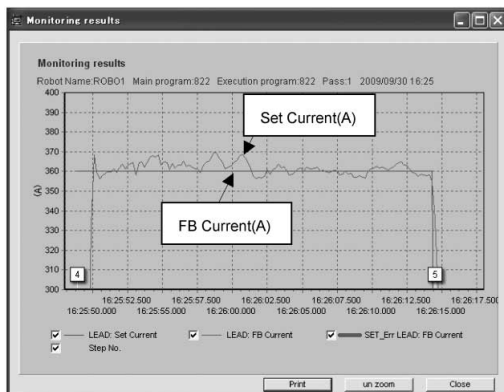 Monitoring results
Monitoring results
Robot Name:ROBO1 Main program:822 Execution program:822 Pass:1 2009/09/30 16:25
400
390
380
370
360
350
340
330
320
310
300
(A)
Set Current(A)
FB Current(A)
4
5
16:25:52.500 16:25:57.500 16:26:02.500 16:26:07.500 16:26:12.500 16:26:17.500
16:25:50.000 16:25:55.000 16:26:00.000 16:26:05.000 16:26:10.000 16:26:15.000
LEAD: Set Current LEAD: FB Current SET_Err LEAD: FB Current
Step No.
Print un zoom Close